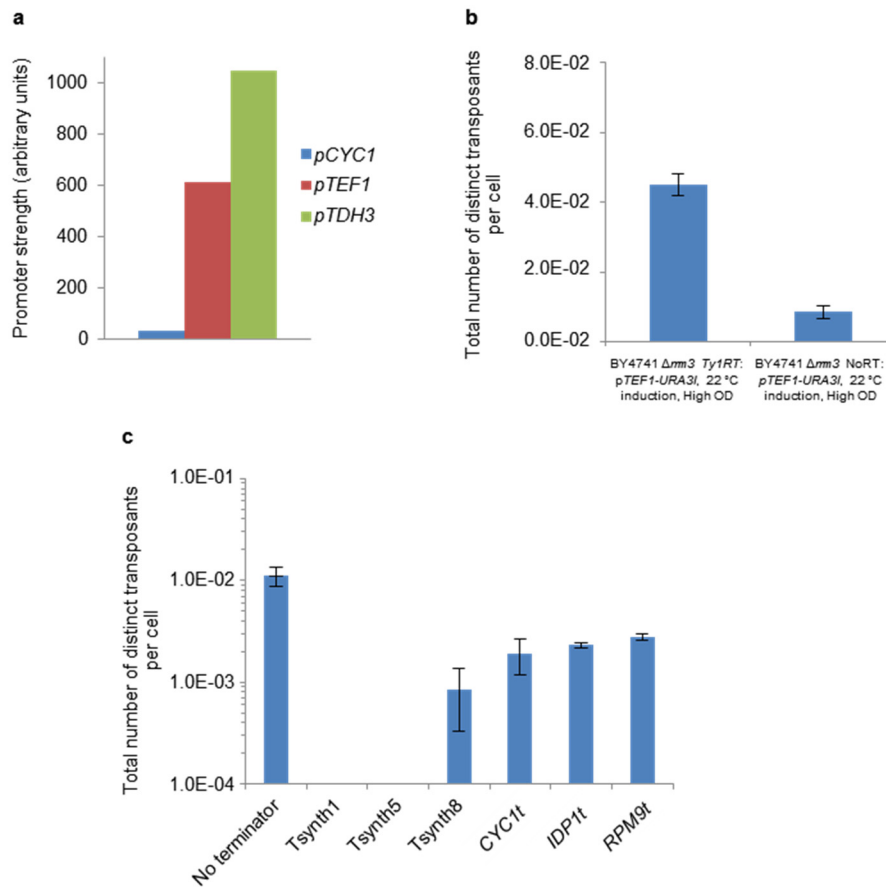 a
Promoter strength (arbitrary units)
1000
800
600
400
200
0
pCYC1
pTEF1
pTDH3
b
Total number of distinct transposants
per cell
8.0E-02
6.0E-02
4.0E-02
2.0E-02
0.0E-02
BY4741 Δrrm3 Ty1RT:
pTEF1-URA3I, 22 °C
induction, High OD
BY4741 Δrrm3 NoRT:
pTEF1-URA3I, 22 °C
induction, High OD
c
Total number of distinct transposants
per cell
1.0E-01
1.0E-02
1.0E-03
1.0E-04
No terminator
Tsynth1
Tsynth5
Tsynth8
CYC1t
IDP1t
RPM9t